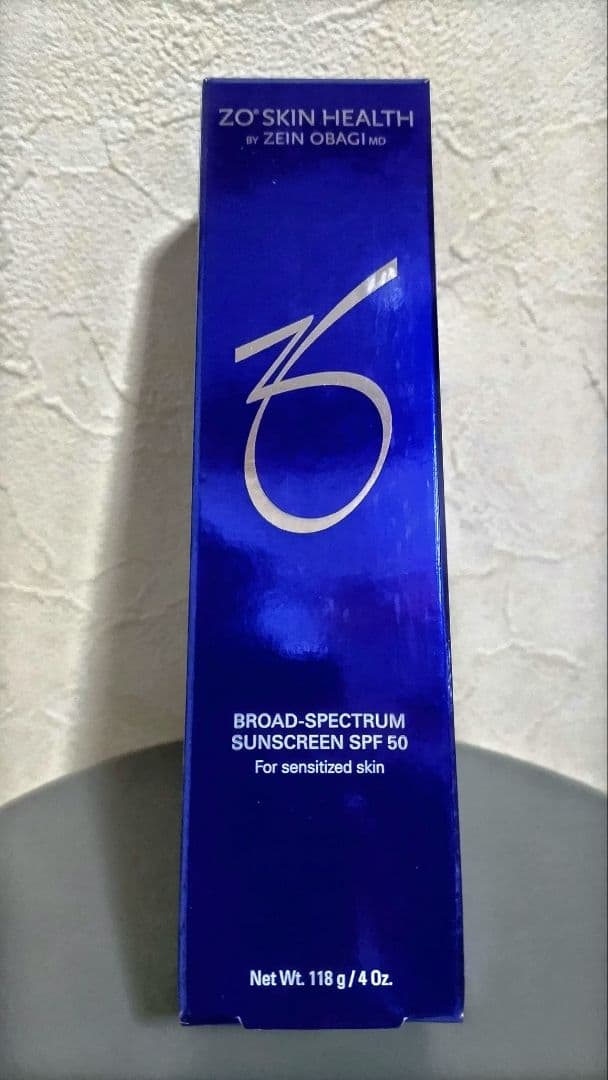 ZO® SKIN HEALTH
BY ZEIN OBAGI MD
ZO
BROAD-SPECTRUM
SUNSCREEN SPF 50
For sensitized skin
Net Wt. 118 g / 4 Oz.